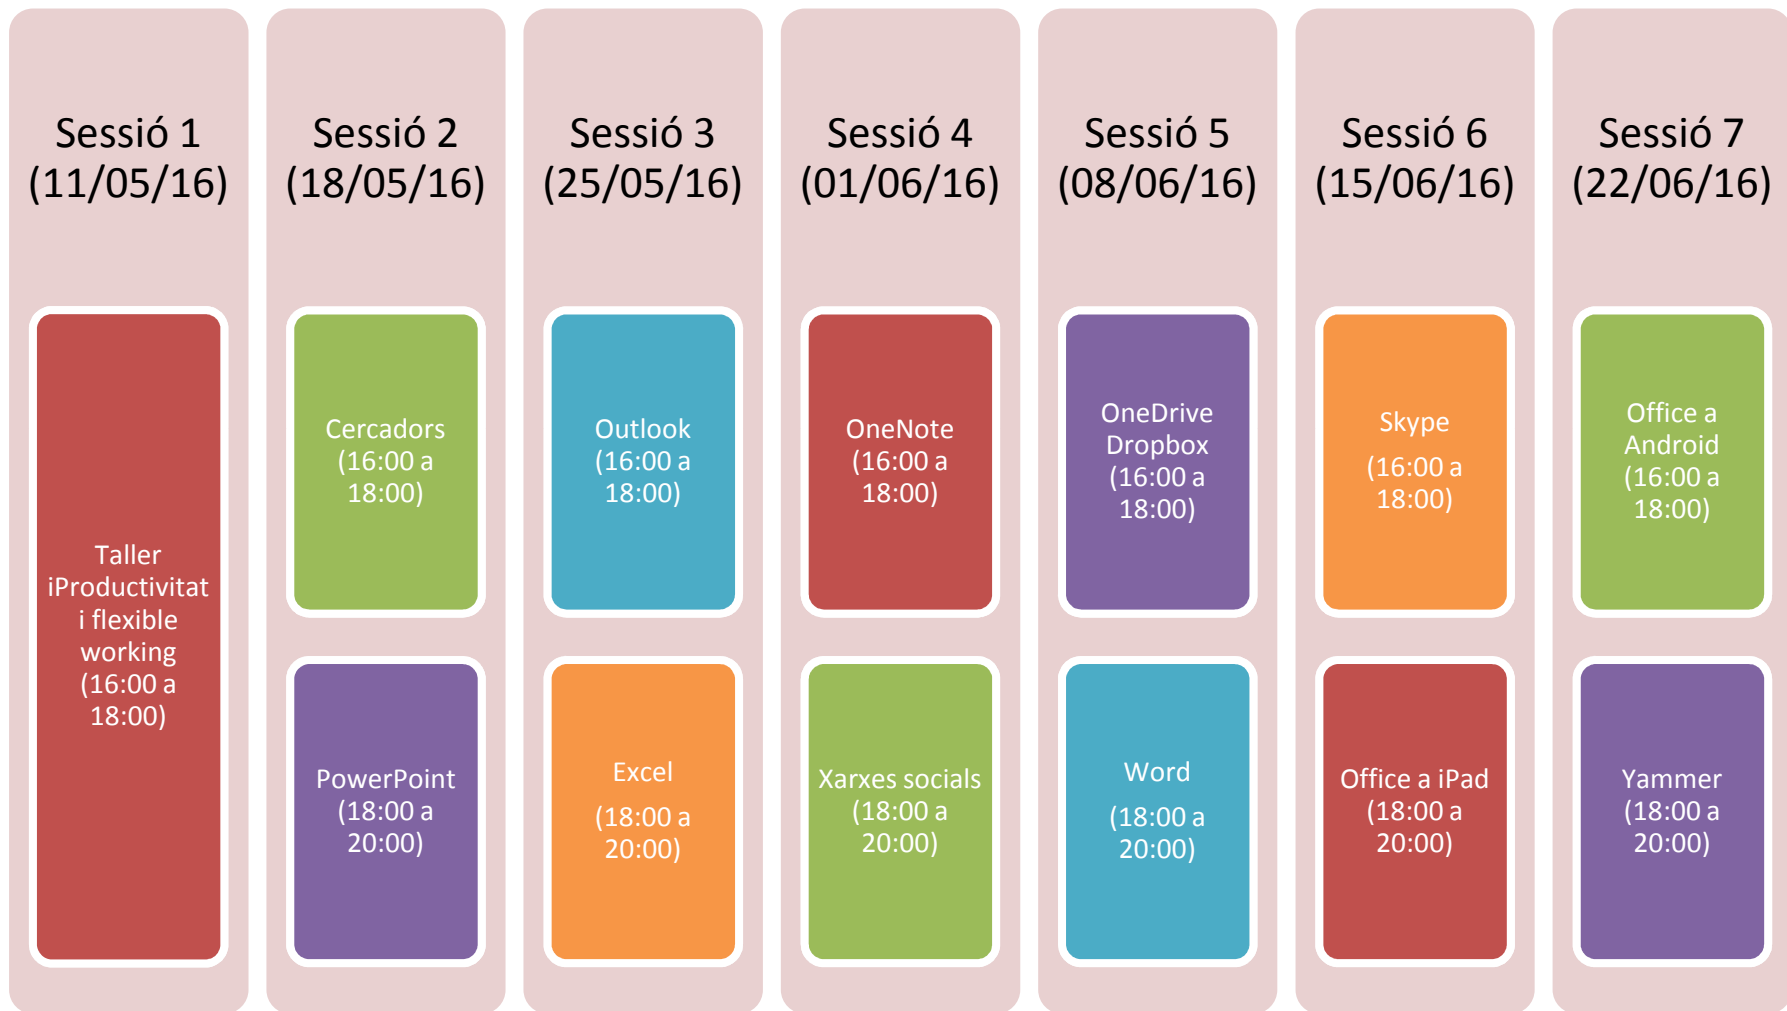 Sessió 1
(11/05/16)
Taller
iProductivitat
i flexible
working
(16:00 a
18:00)
Sessió 2
(18/05/16)
Cercadors
(16:00 a
18:00)
PowerPoint
(18:00 a
20:00)
Sessió 3
(25/05/16)
Outlook
(16:00 a
18:00)
Excel
(18:00 a
20:00)
Sessió 4
(01/06/16)
OneNote
(16:00 a
18:00)
Xarxes socials
(18:00 a
20:00)
Sessió 5
(08/06/16)
OneDrive
Dropbox
(16:00 a
18:00)
Word
(18:00 a
20:00)
Sessió 6
(15/06/16)
Skype
(16:00 a
18:00)
Office a iPad
(18:00 a
20:00)
Sessió 7
(22/06/16)
Office a
Android
(16:00 a
18:00)
Yammer
(18:00 a
20:00)